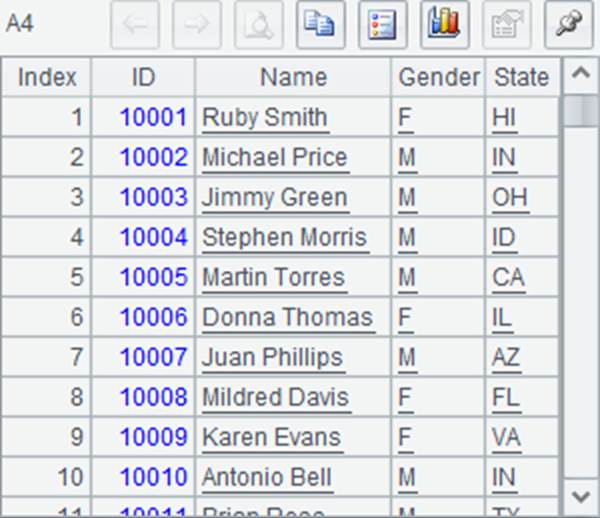 A4
Index ID Name Gender State
1 10001 Ruby Smith F HI
2 10002 Michael Price M IN
3 10003 Jimmy Green M OH
4 10004 Stephen Morris M ID
5 10005 Martin Torres M CA
6 10006 Donna Thomas F IL
7 10007 Juan Phillips M AZ
8 10008 Mildred Davis F FL
9 10009 Karen Evans F VA
10 10010 Antonio Bell M IN
11 10011 Brian M TX